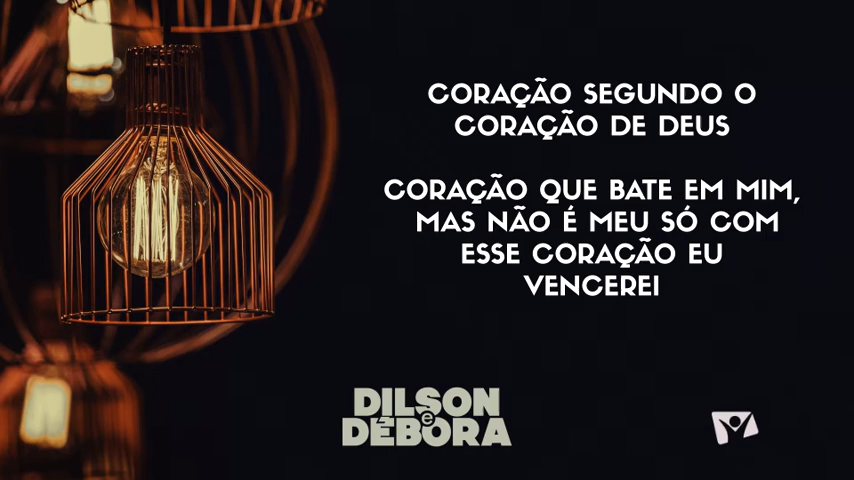 CORAÇÃO SEGUNDO O
CORAÇÃO DE DEUS
CORAÇÃO QUE BATE EM MIM,
MAS NÃO É MEU SÓ COM
ESSE CORAÇÃO EU
VENCEREI
DILSON
e
DÉBORA